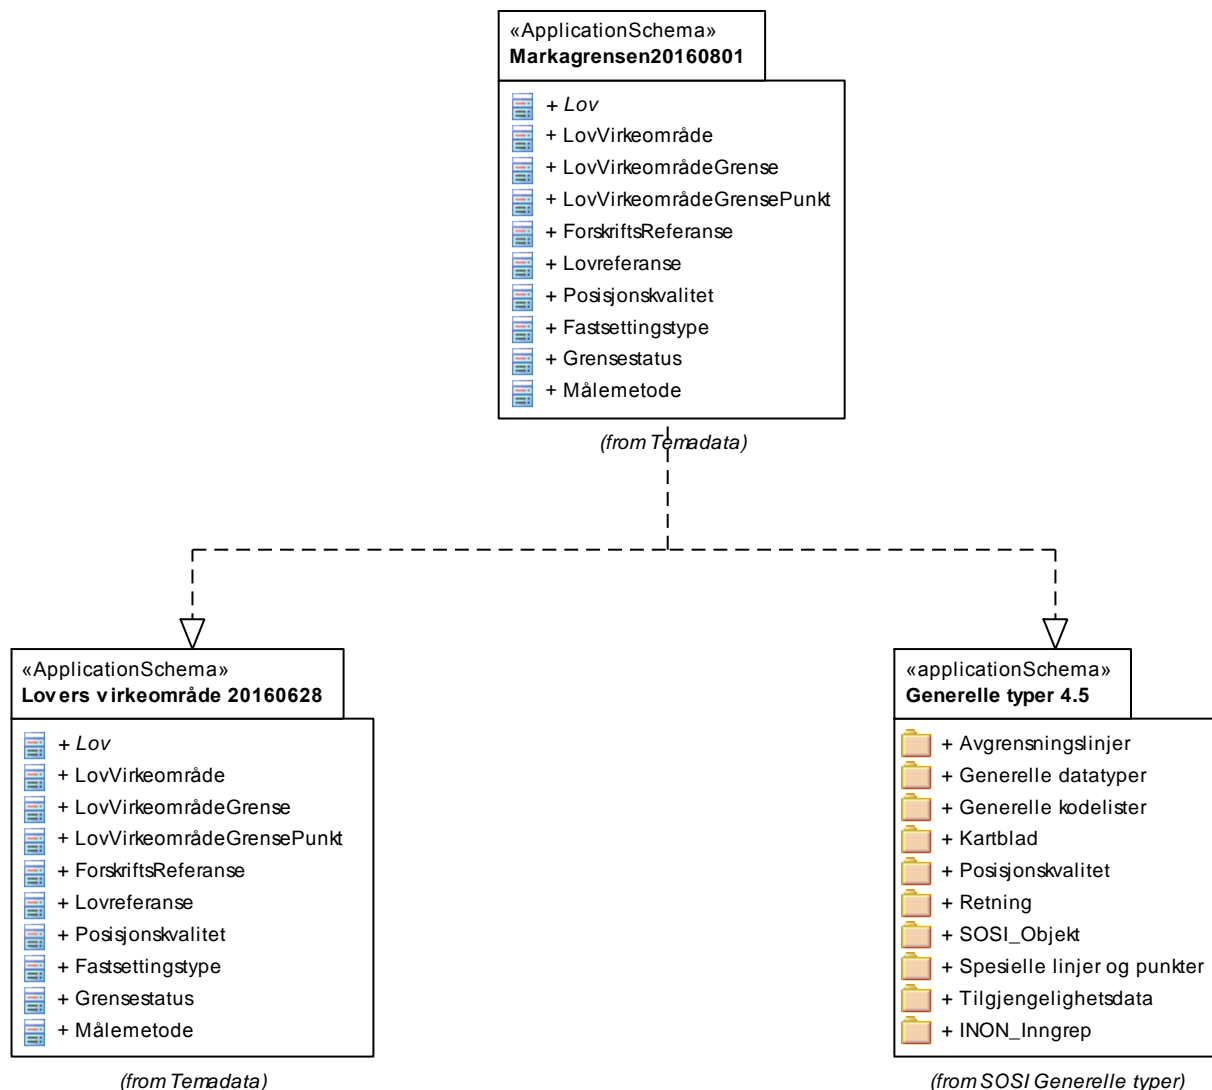 «ApplicationSchema»
Markagrensen20160801
+ Lov
+ LovVirkeområde
+ LovVirkeområdeGrense
+ LovVirkeområdeGrensePunkt
+ ForskriftsReferanse
+ Lovreferanse
+ Posisjonskvalitet
+ Fastsettingstype
+ Grensestatus
+ Målemetode
(from Temadata)
«ApplicationSchema»
Lovers virkeområde 20160628
+ Lov
+ LovVirkeområde
+ LovVirkeområdeGrense
+ LovVirkeområdeGrensePunkt
+ ForskriftsReferanse
+ Lovreferanse
+ Posisjonskvalitet
+ Fastsettingstype
+ Grensestatus
+ Målemetode
(from Temadata)
«applicationSchema»
Generelle typer 4.5
+ Avgrensningslinjer
+ Generelle datatyper
+ Generelle kodelister
+ Kartblad
+ Posisjonskvalitet
+ Retning
+ SOSI_Objekt
+ Spesielle linjer og punkter
+ Tilgjengelighetsdata
+ INON_Inngrep
(from SOSI Generelle typer)